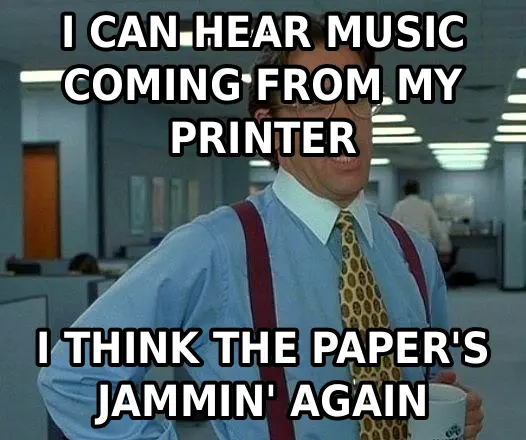 I CAN HEAR MUSIC
COMING FROM MY
PRINTER
I THINK THE PAPER'S
JAMMIN' AGAIN